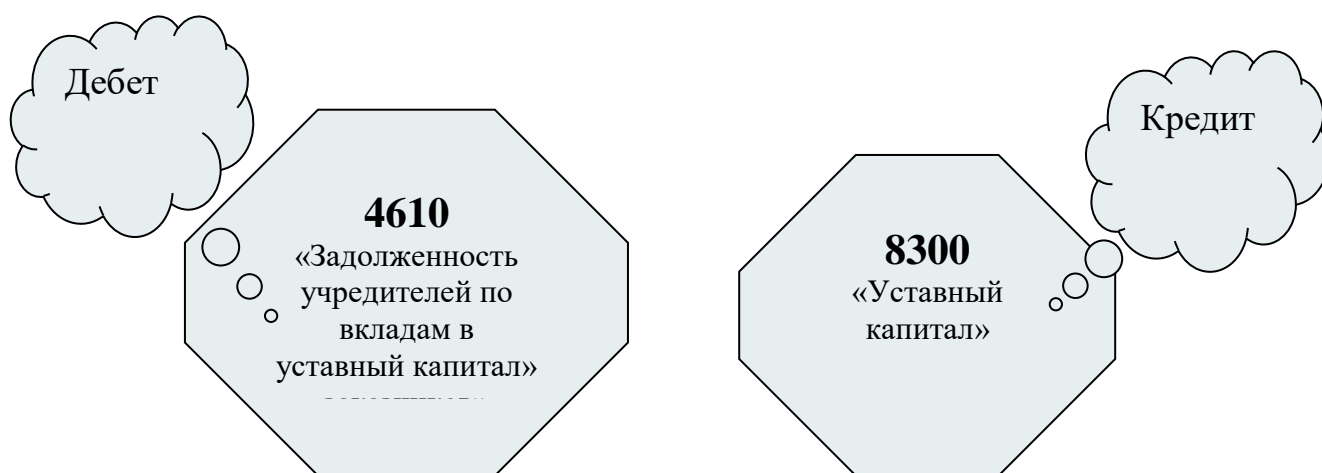 Дебет
Кредит
4610
«Задолженность
учредителей по
вкладам в
уставный капитал»
8300
«Уставный
капитал»